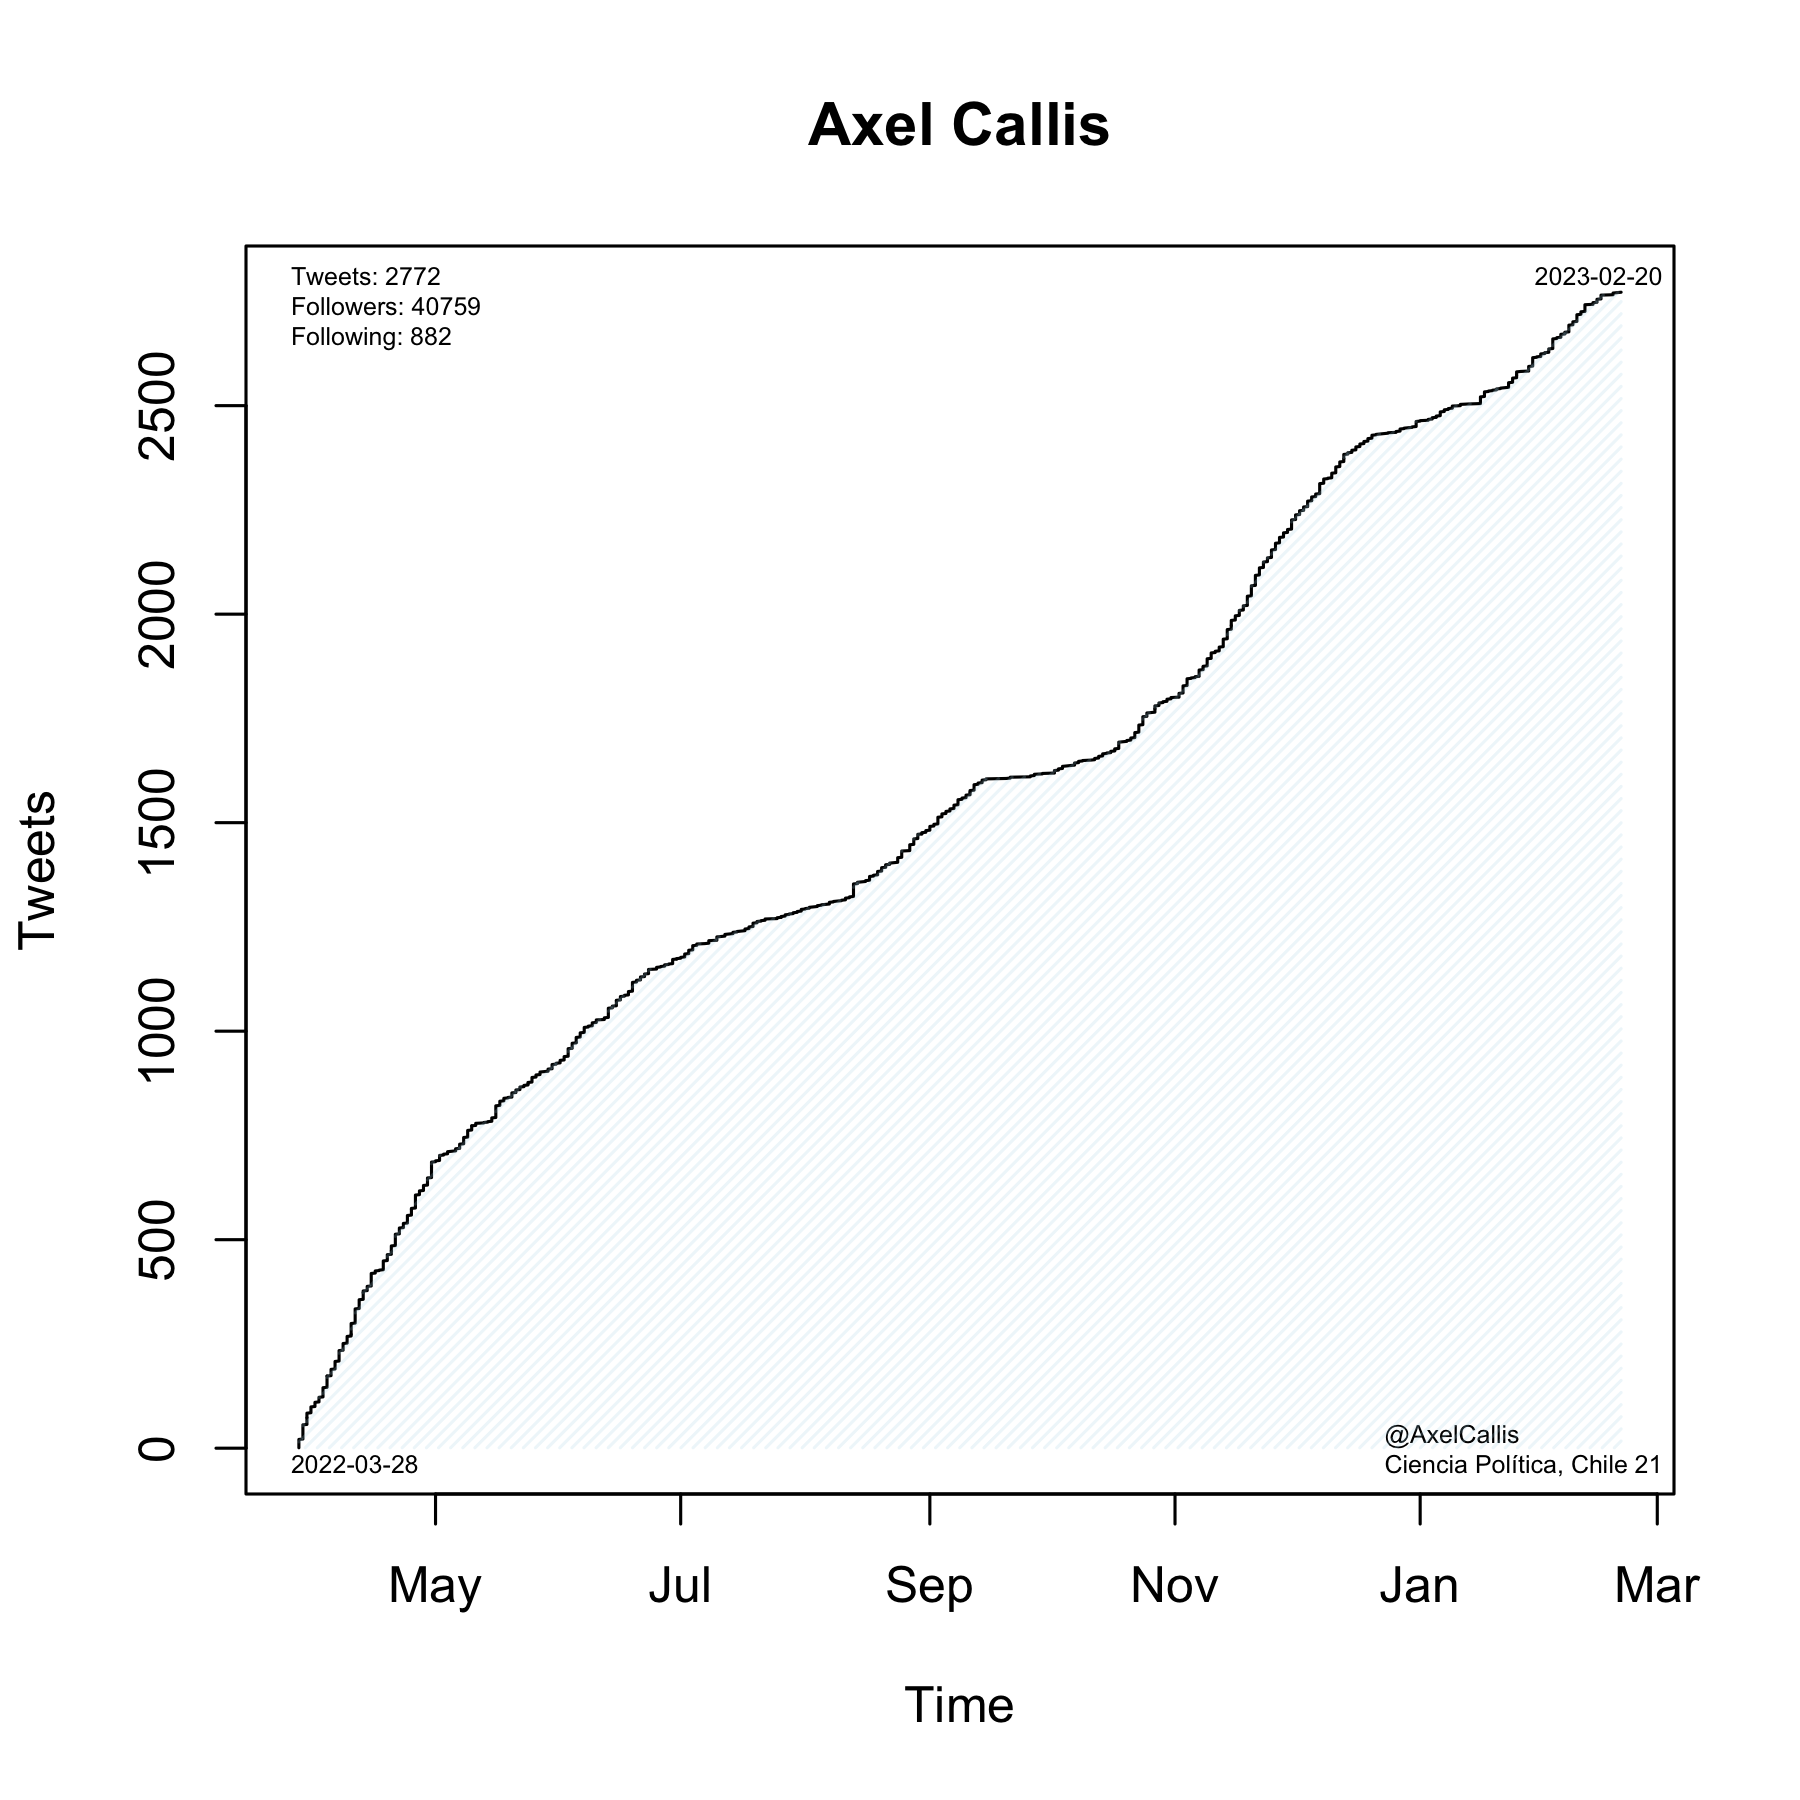 Axel Callis
Tweets: 2772
Followers: 40759
Following: 882
2023-02-20
Tweets
2500
2000
1500
1000
500
0
2022-03-28
@AxelCallis
Ciencia Política, Chile 21
May Jul Sep Nov Jan Mar
Time